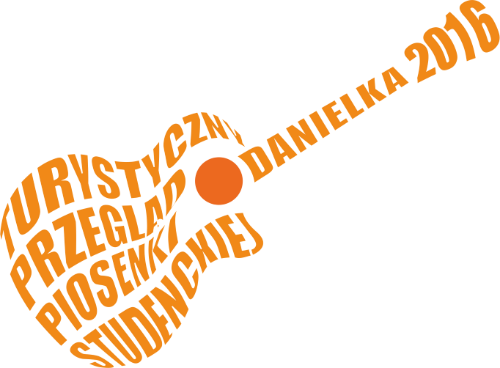 TURYSTYCZNY
PRZEGLĄD
PIOSENKI
STUDENCKIEJ
DANIELKA 2016